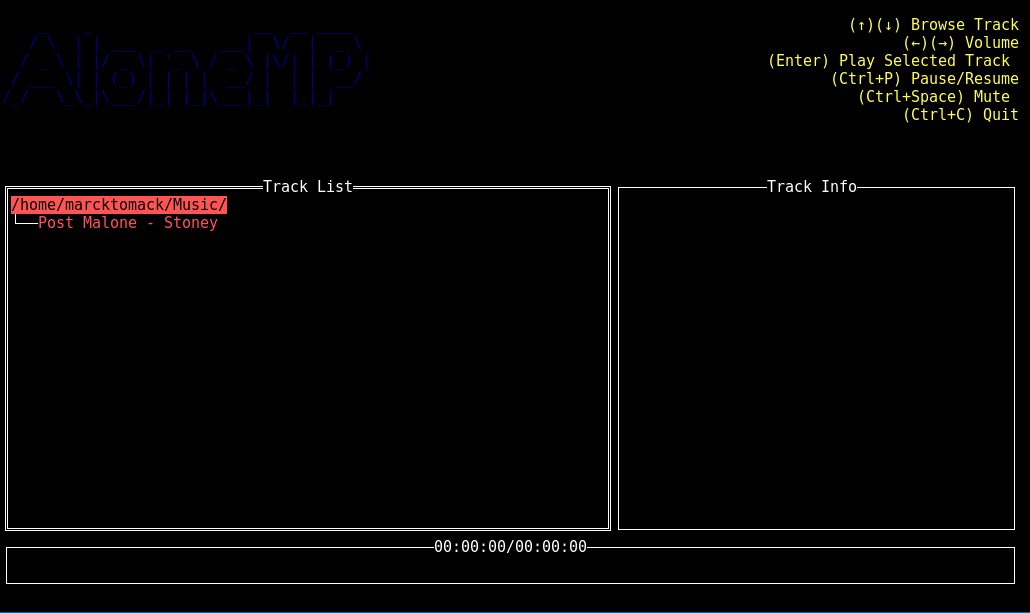 AloneMP
(↑)(↓) Browse Track
(←)(→) Volume
(Enter) Play Selected Track
(Ctrl+P) Pause/Resume
(Ctrl+Space) Mute
(Ctrl+C) Quit
Track List
/home/marcktomack/Music/
Post Malone - Stoney
Track Info
00:00:00/00:00:00